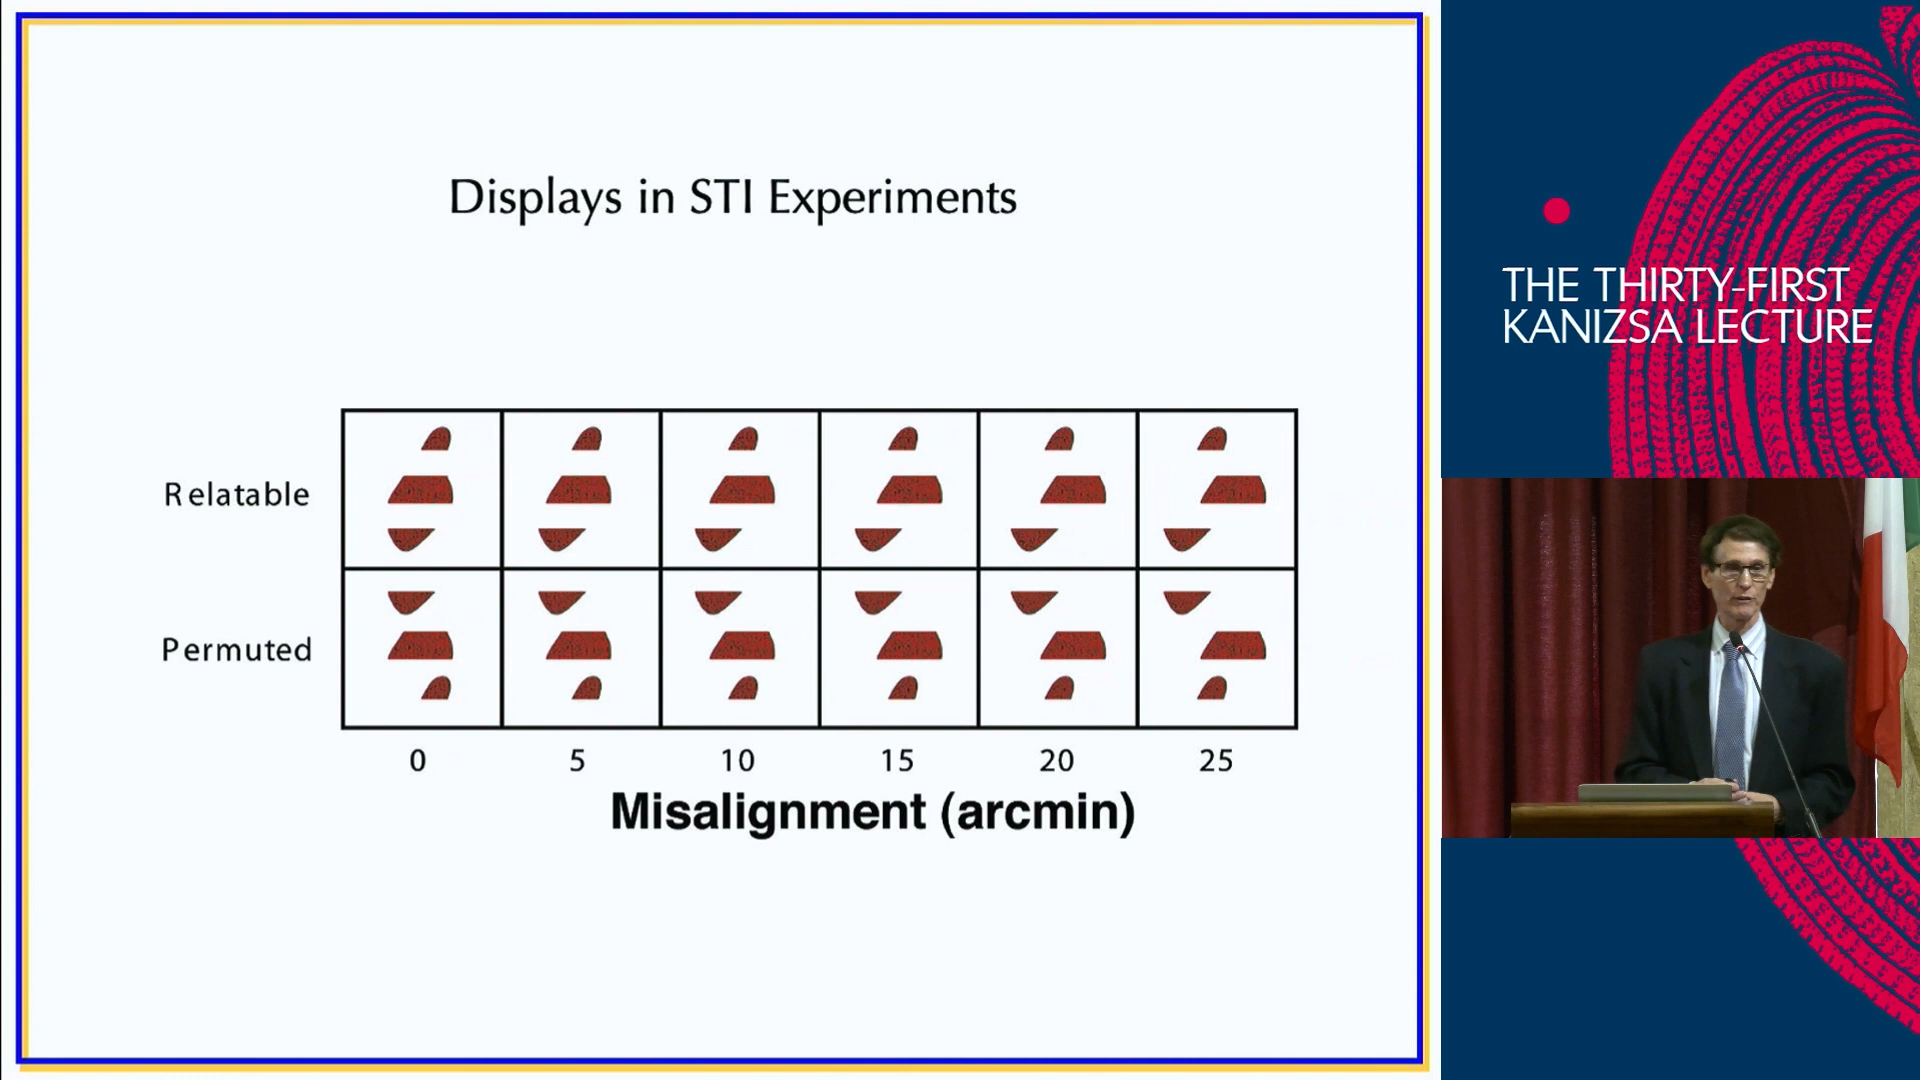 Displays in STI Experiments
Relatable
Permuted
0 5 10 15 20 25
Misalignment (arcmin)
THE THIRTY-FIRST
KANIZSA LECTURE